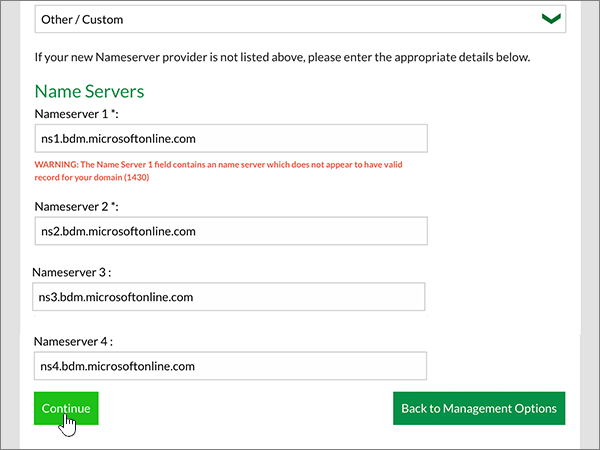 Other / Custom
If your new Nameserver provider is not listed above, please enter the appropriate details below.
Name Servers
Nameserver 1 *:
ns1.bdm.microsoftonline.com
WARNING: The Name Server 1 field contains an name server which does not appear to have valid
record for your domain (1430)
Nameserver 2 *:
ns2.bdm.microsoftonline.com
Nameserver 3 :
ns3.bdm.microsoftonline.com
Nameserver 4 :
ns4.bdm.microsoftonline.com
Continue
Back to Management Options